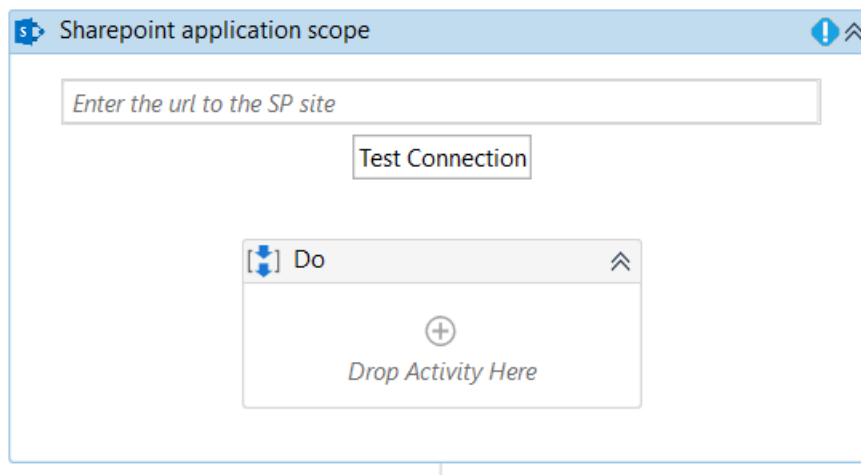 Sharepoint application scope
Enter the url to the SP site
Test Connection
Do
Drop Activity Here